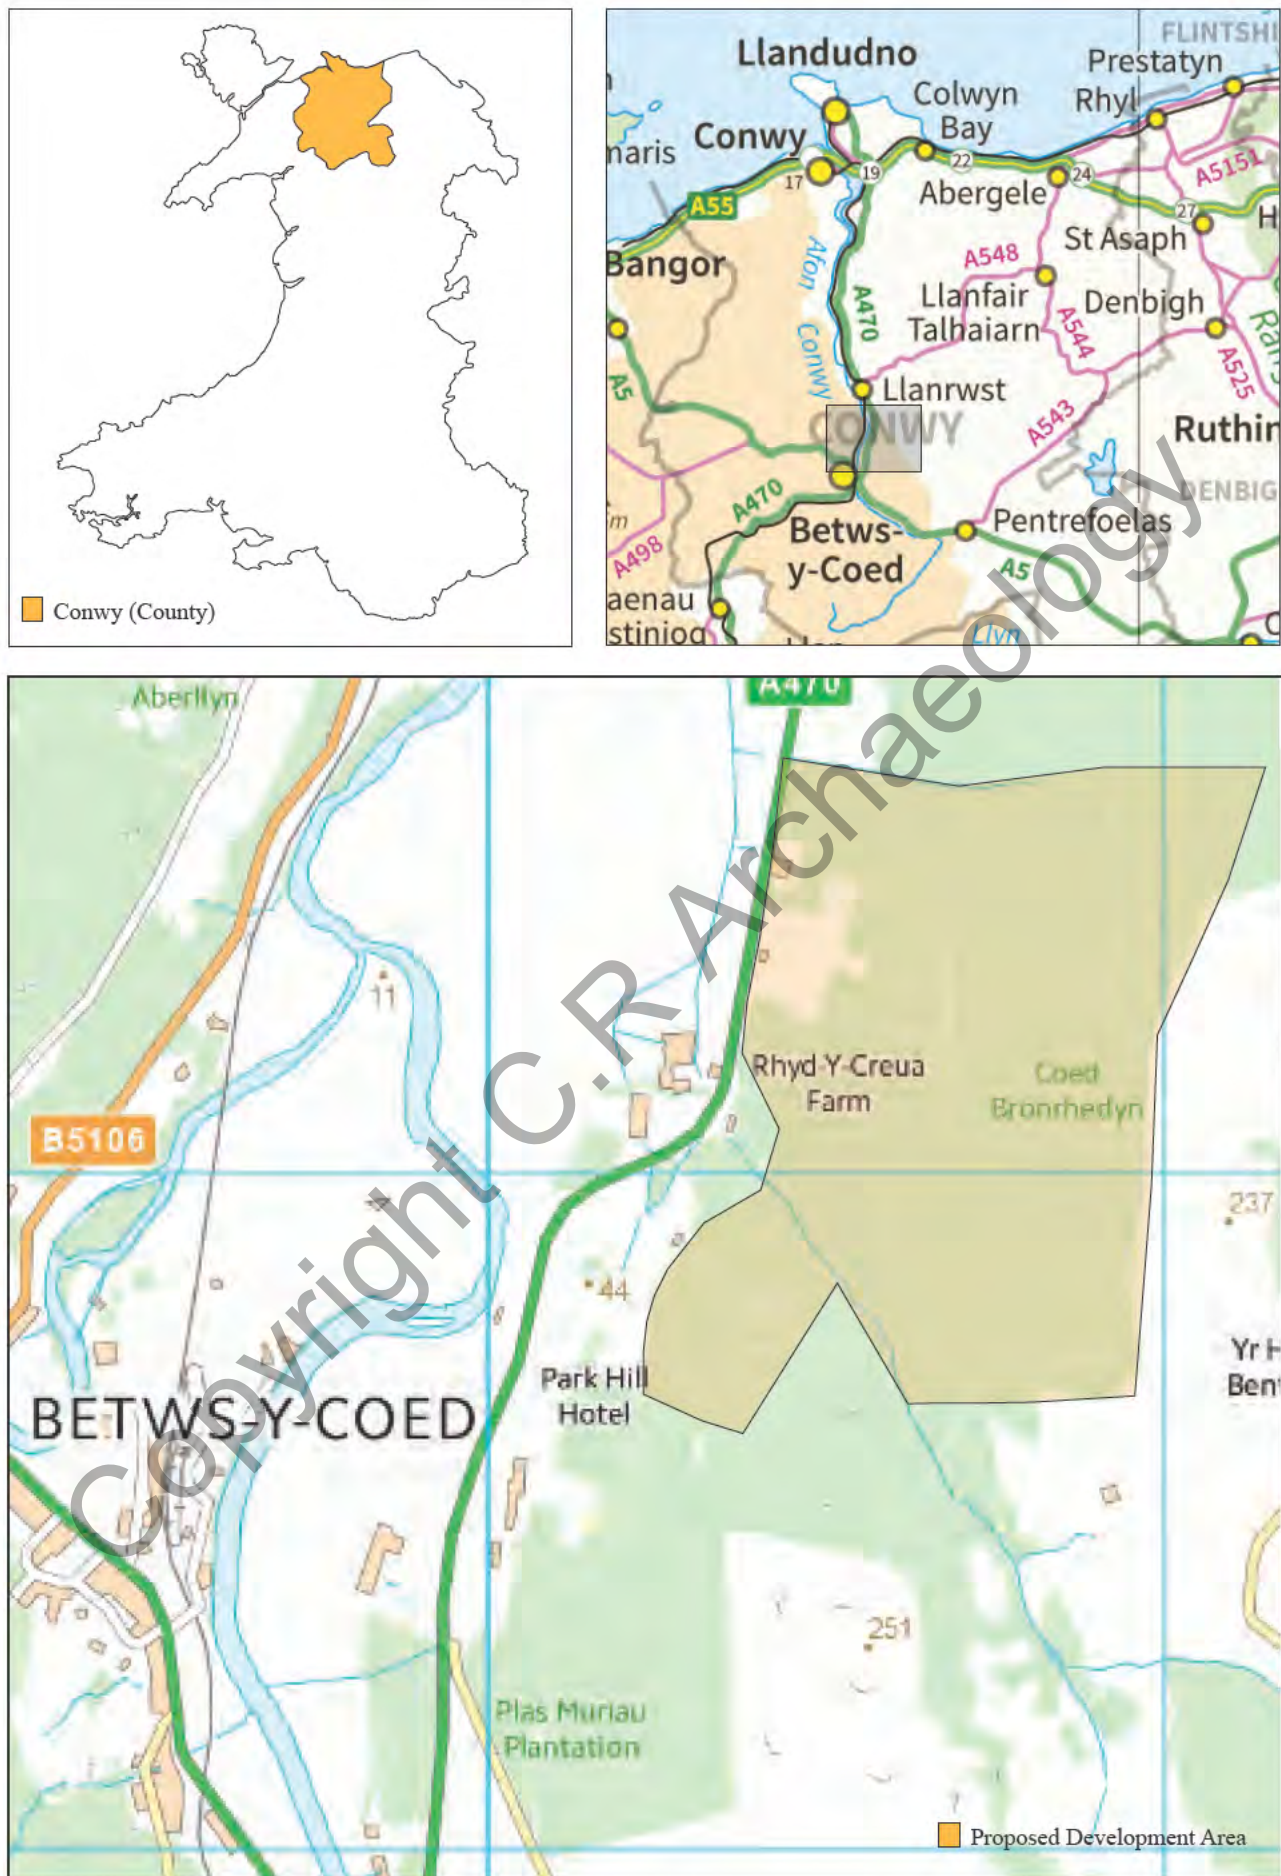 Conwy (County)
FLINTSHI
Llandudno
Prestatyn
Colwyn
Bay
Rhyl
Conwy
maris
22
19
17
24
A5151
Abergele
A55
27
H
St Asaph
Afon
Conwy
A548
Bangor
Llanfair
Talhaiarn
Denbigh
A470
A544
A5
A525
Llanrwst
CONWY
A543
Ruthin
DENBIG
A470
Pentrefoelas
m
A498
Betws-
y-Coed
A5
aenau
stiniog
Llyn
Aberllyn
A470
11
Rhyd-Y-Creua
Farm
Coed
Bronrhedyn
B5106
237
44
Yr H
Park Hill
Hotel
BETWS-Y-COED
251
Plas Muriau
Plantation
Proposed Development Area
Copyright C.R Archaeology